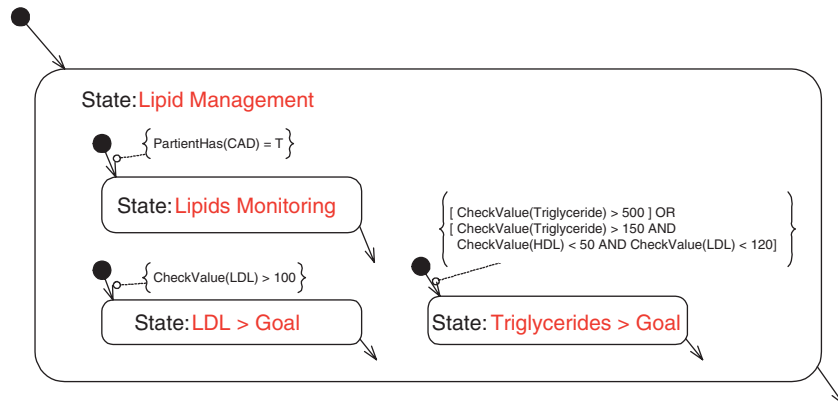 State: Lipid Management
PartientHas(CAD) = T
State: Lipids Monitoring
[ CheckValue(Triglyceride) > 500 ] OR
[ CheckValue(Triglyceride) > 150 AND
CheckValue(HDL) < 50 AND CheckValue(LDL) < 120]
CheckValue(LDL) > 100
State: LDL > Goal
State: Triglycerides > Goal